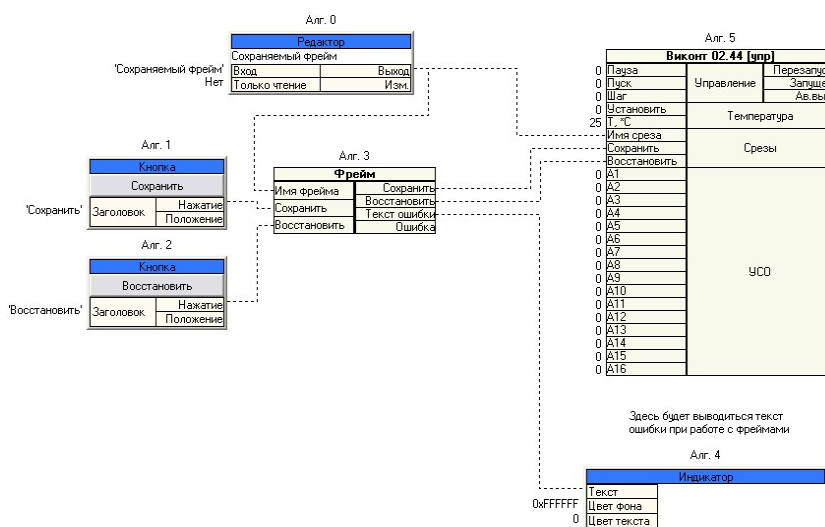 Алг. 0
Редактор
Сохраняемый фрейм
'Сохраняемый фрейм' Вход Выход
Нет Только чтение Изм.
Алг. 1
Кнопка
Сохранить
'Сохранить' Заголовок Нажатие
Положение
Алг. 2
Кнопка
Восстановить
'Восстановить' Заголовок Нажатие
Положение
Алг. 3
Фрейм
Имя фрейма Сохранить
Сохранить Восстановить
Текст ошибки
Восстановить Ошибка
Алг. 5
Виконт 02.44 [упр]
0 Пауза Перезапус
0 Пуск Управление Запуще
0 Шаг Ав.вы
0 Установить Температура
25 T, °C
Имя среза
Сохранить Срезы
Восстановить
0 A1
0 A2
0 A3
0 A4
0 A5
0 A6
0 A7
0 A8
0 A9 УСО
0 A10
0 A11
0 A12
0 A13
0 A14
0 A15
0 A16
Здесь будет выводиться текст
ошибки при работе с фреймами
Алг. 4
Индикатор
Текст
0xFFFFFF Цвет фона
0 Цвет текста